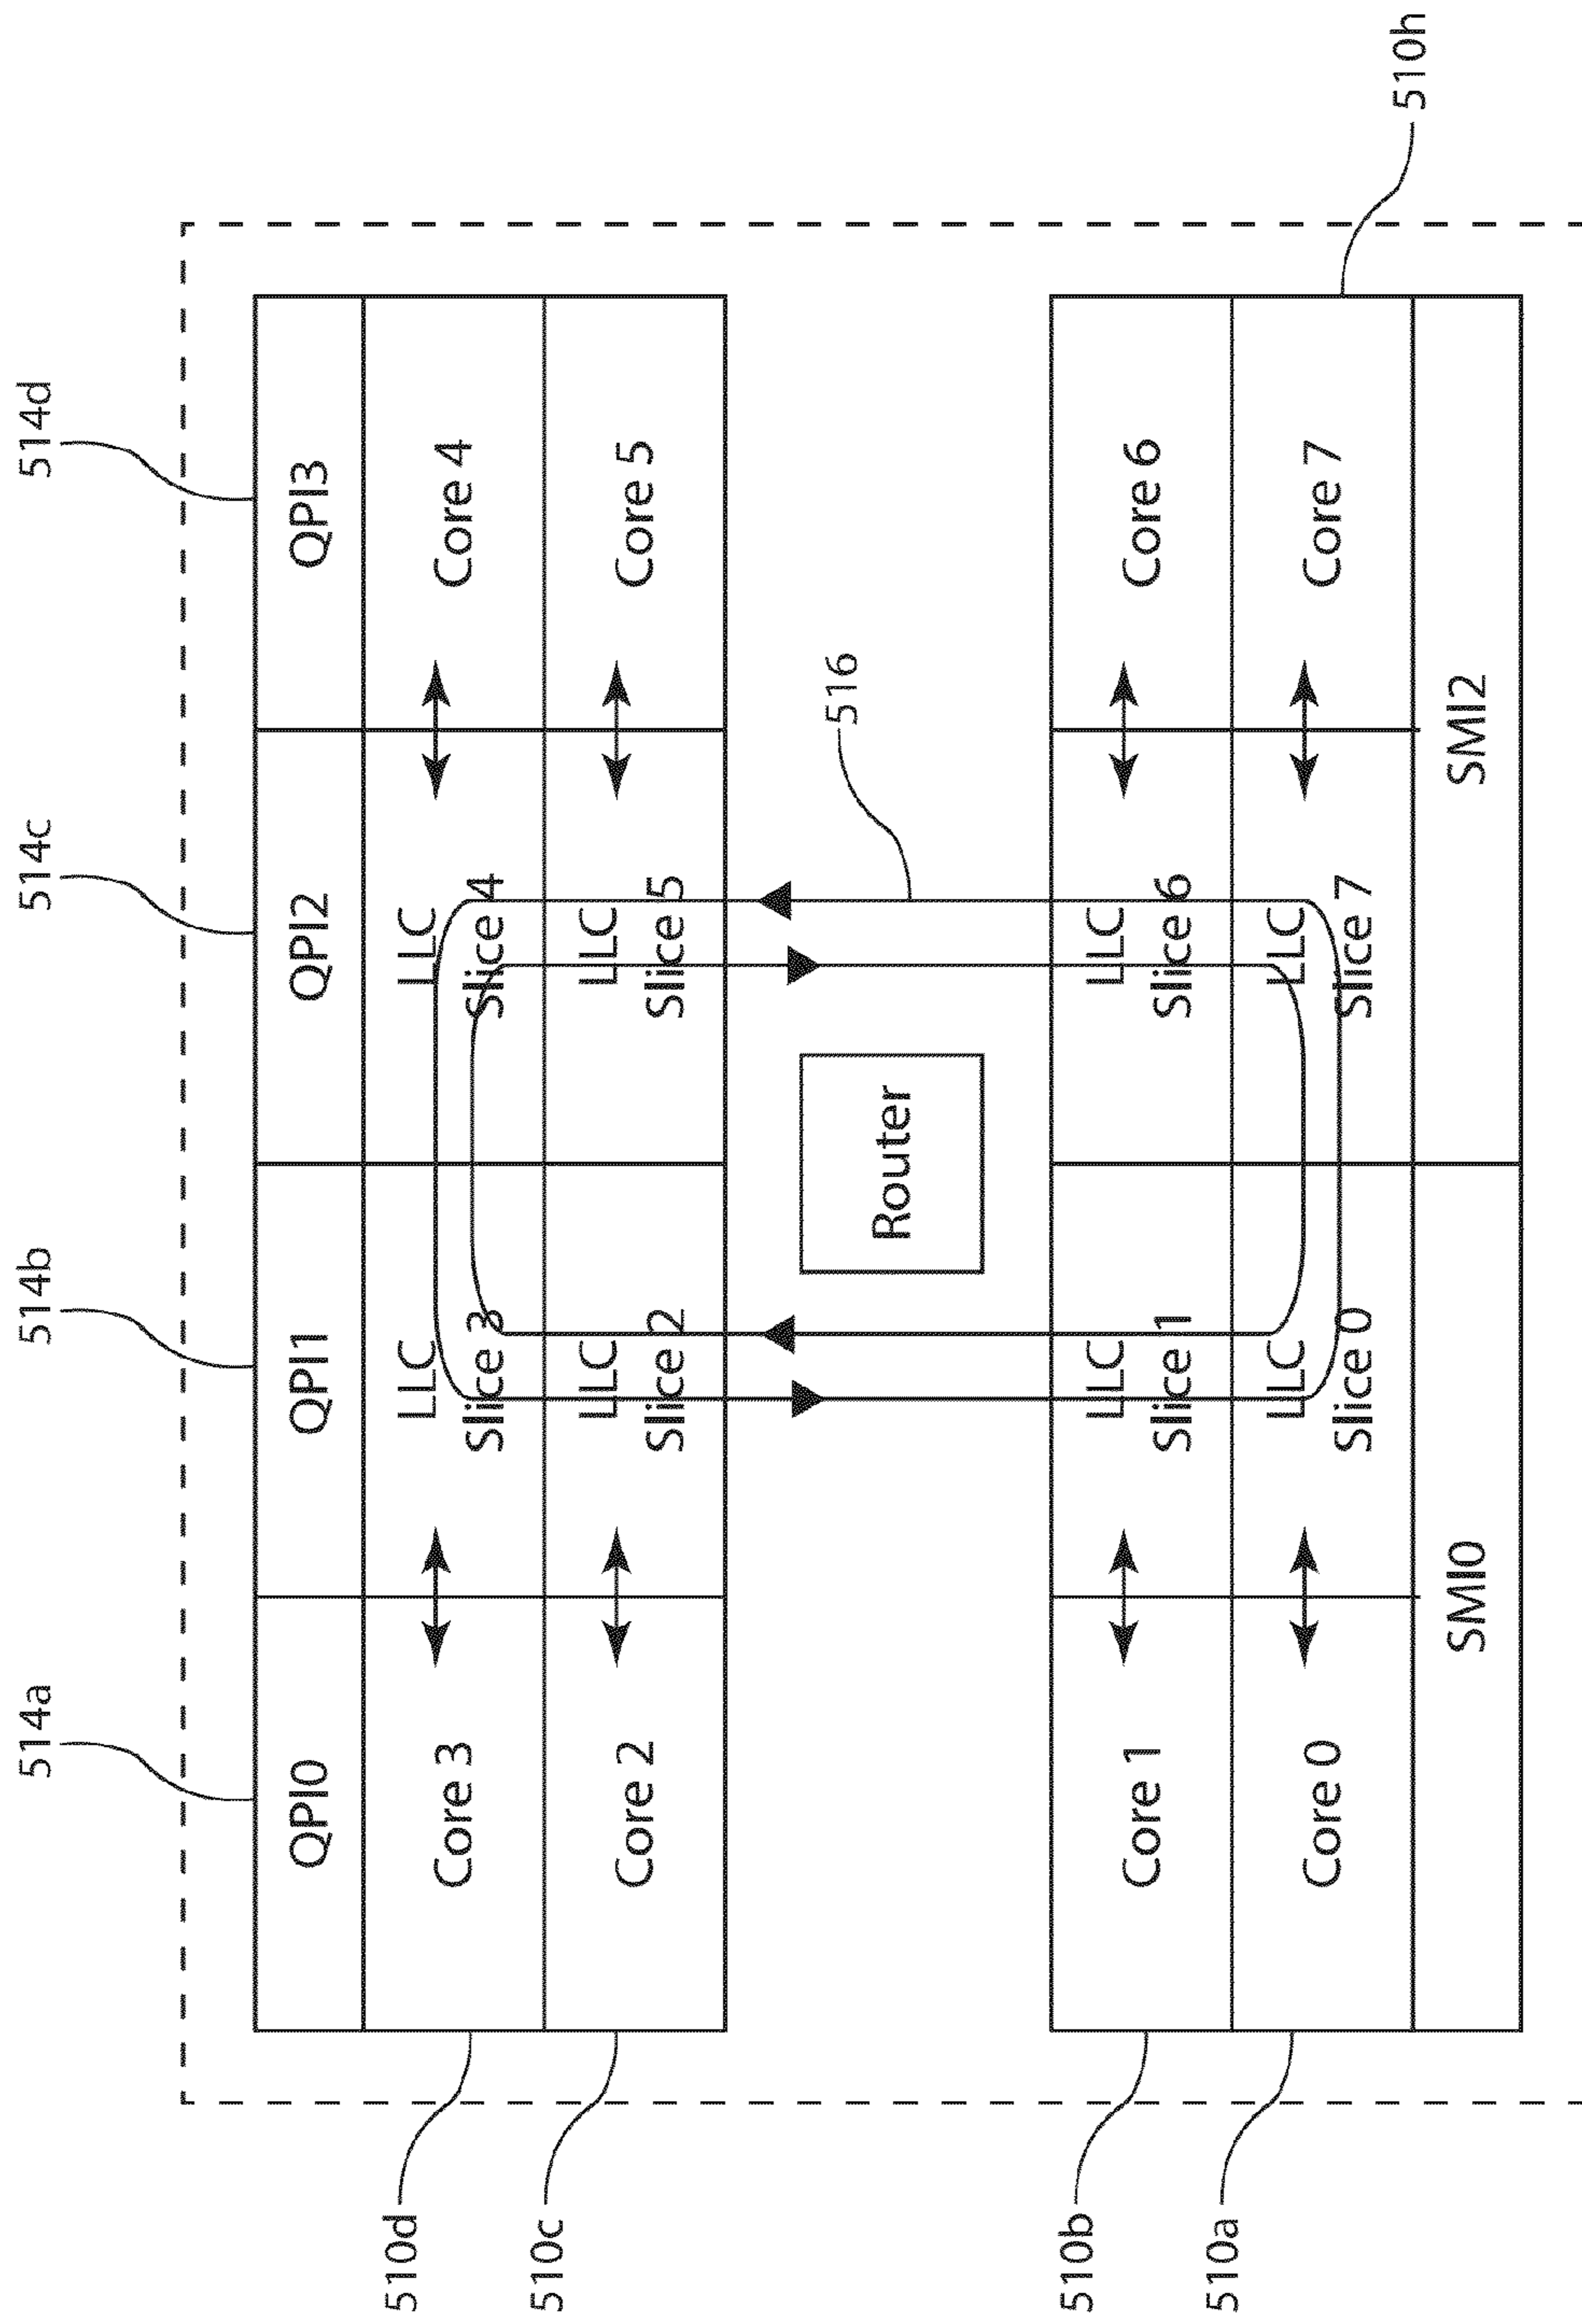 514a
514b
514c
514d
QPI0
QPI1
QPI2
QPI3
510d
Core 3
LLC
Slice 3
LLC
Slice 4
Core 4
510c
Core 2
LLC
Slice 2
LLC
Slice 5
Core 5
516
Router
510b
Core 1
LLC
Slice 1
LLC
Slice 6
Core 6
510a
Core 0
LLC
Slice 0
LLC
Slice 7
Core 7
510h
SMI0
SMI2